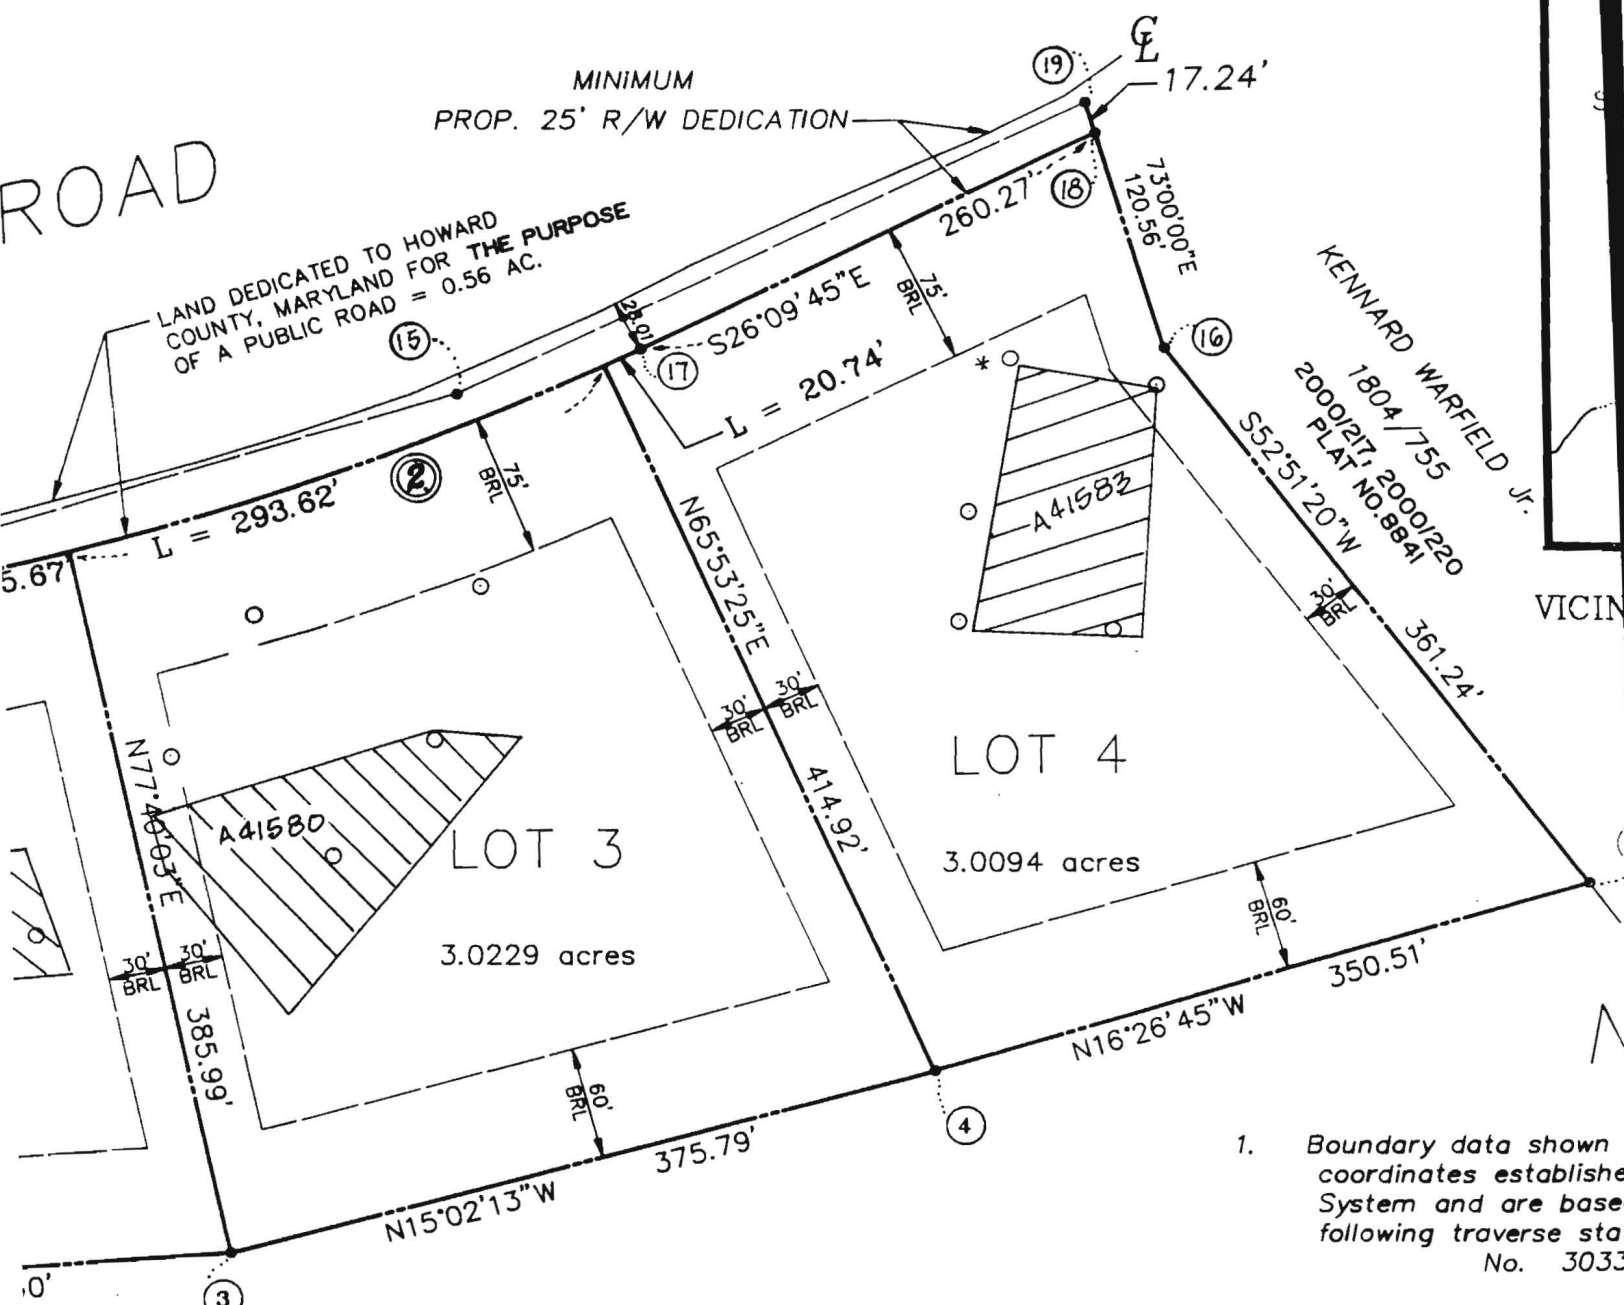 ROAD
MINIMUM
PROP. 25' R/W DEDICATION
℄
19
17.24'
LAND DEDICATED TO HOWARD
COUNTY, MARYLAND FOR THE PURPOSE
OF A PUBLIC ROAD = 0.56 AC.
260.27'
18
73°00'00"E
120.56'
15
17
S26°09'45"E
L = 20.74'
75'
BRL
16
KENNARD WARFIELD Jr.
1804/755
2000/217, 2000/220
PLAT NO.8841
S52°51'20"W
361.24'
5.67'
L = 293.62'
2
75'
BRL
*
A41583
N65°53'25"E
414.92'
30'
BRL
30'
BRL
30'
BRL
VICIN
LOT 4
3.0094 acres
N77°40'03"E
385.99'
A41580
LOT 3
3.0229 acres
30'
BRL
30'
BRL
60'
BRL
350.51'
N16°26'45"W
60'
BRL
4
375.79'
N15°02'13"W
3
0'
1. Boundary data shown
coordinates establishe
System and are base
following traverse sta
No. 3033